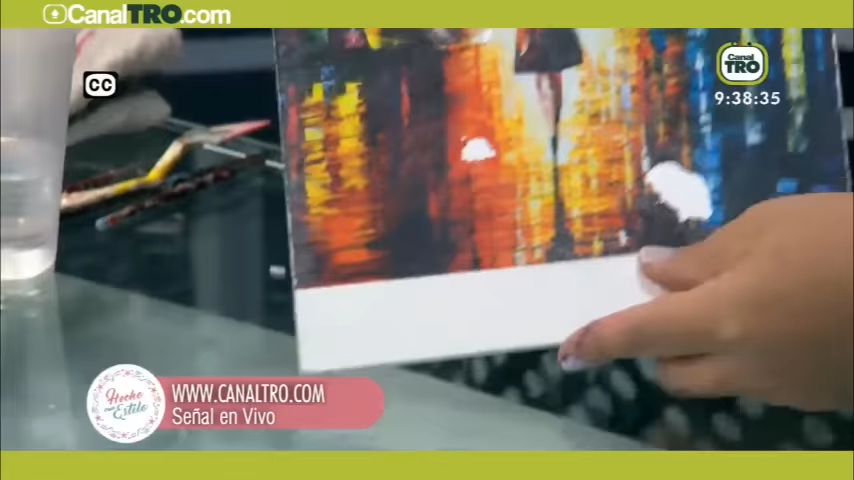 CanalTRO.com
CC
Canal
TRO
9:38:35
Hecho
con Estilo
WWW.CANALTRO.COM
Señal en Vivo